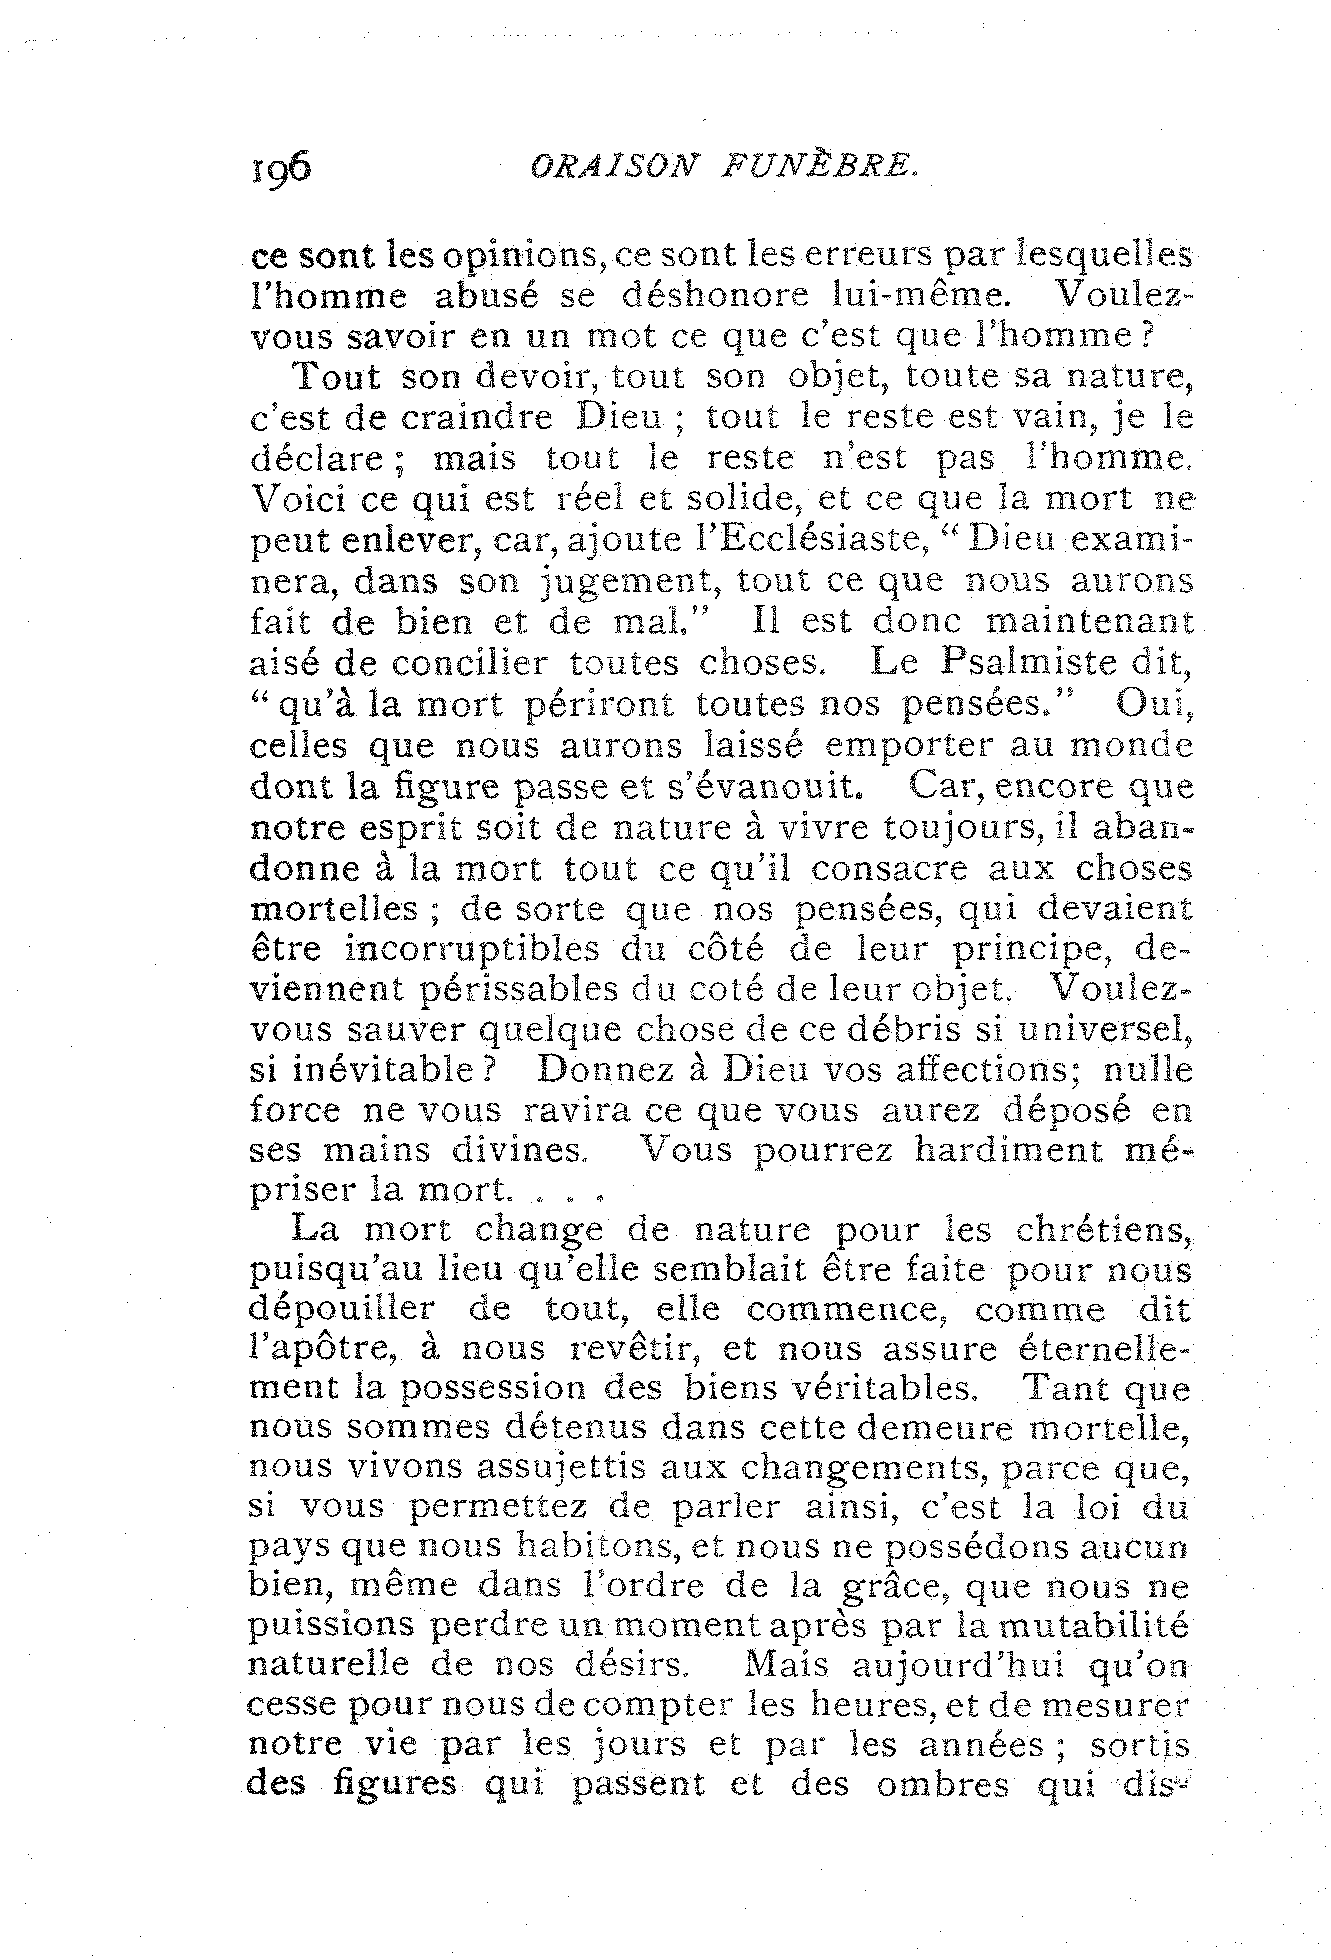 196 ORAISON FUNÈBRE.
ce sont les opinions, ce sont les erreurs par lesquelles
l'homme abusé se déshonore lui-même. Voulez-
vous savoir en un mot ce que c'est que l'homme ?
Tout son devoir, tout son objet, toute sa nature,
c'est de craindre Dieu ; tout le reste est vain, je le
déclare ; mais tout le reste n'est pas l'homme.
Voici ce qui est réel et solide, et ce que la mort ne
peut enlever, car, ajoute l'Ecclésiaste, “ Dieu exami-
nera, dans son jugement, tout ce que nous aurons
fait de bien et de mal.” Il est donc maintenant
aisé de concilier toutes choses. Le Psalmiste dit,
“ qu'à la mort périront toutes nos pensées.” Oui,
celles que nous aurons laissé emporter au monde
dont la figure passe et s'évanouit. Car, encore que
notre esprit soit de nature à vivre toujours, il aban-
donne à la mort tout ce qu'il consacre aux choses
mortelles ; de sorte que nos pensées, qui devaient
être incorruptibles du côté de leur principe, de-
viennent périssables du coté de leur objet. Voulez-
vous sauver quelque chose de ce débris si universel,
si inévitable ? Donnez à Dieu vos affections; nulle
force ne vous ravira ce que vous aurez déposé en
ses mains divines. Vous pourrez hardiment mé-
priser la mort. . . .
La mort change de nature pour les chrétiens,
puisqu'au lieu qu'elle semblait être faite pour nous
dépouiller de tout, elle commence, comme dit
l'apôtre, à nous revêtir, et nous assure éternelle-
ment la possession des biens véritables. Tant que
nous sommes détenus dans cette demeure mortelle,
nous vivons assujettis aux changements, parce que,
si vous permettez de parler ainsi, c'est la loi du
pays que nous habitons, et nous ne possédons aucun
bien, même dans l'ordre de la grâce, que nous ne
puissions perdre un moment après par la mutabilité
naturelle de nos désirs. Mais aujourd'hui qu'on
cesse pour nous de compter les heures, et de mesurer
notre vie par les jours et par les années ; sortis
des figures qui passent et des ombres qui dis-